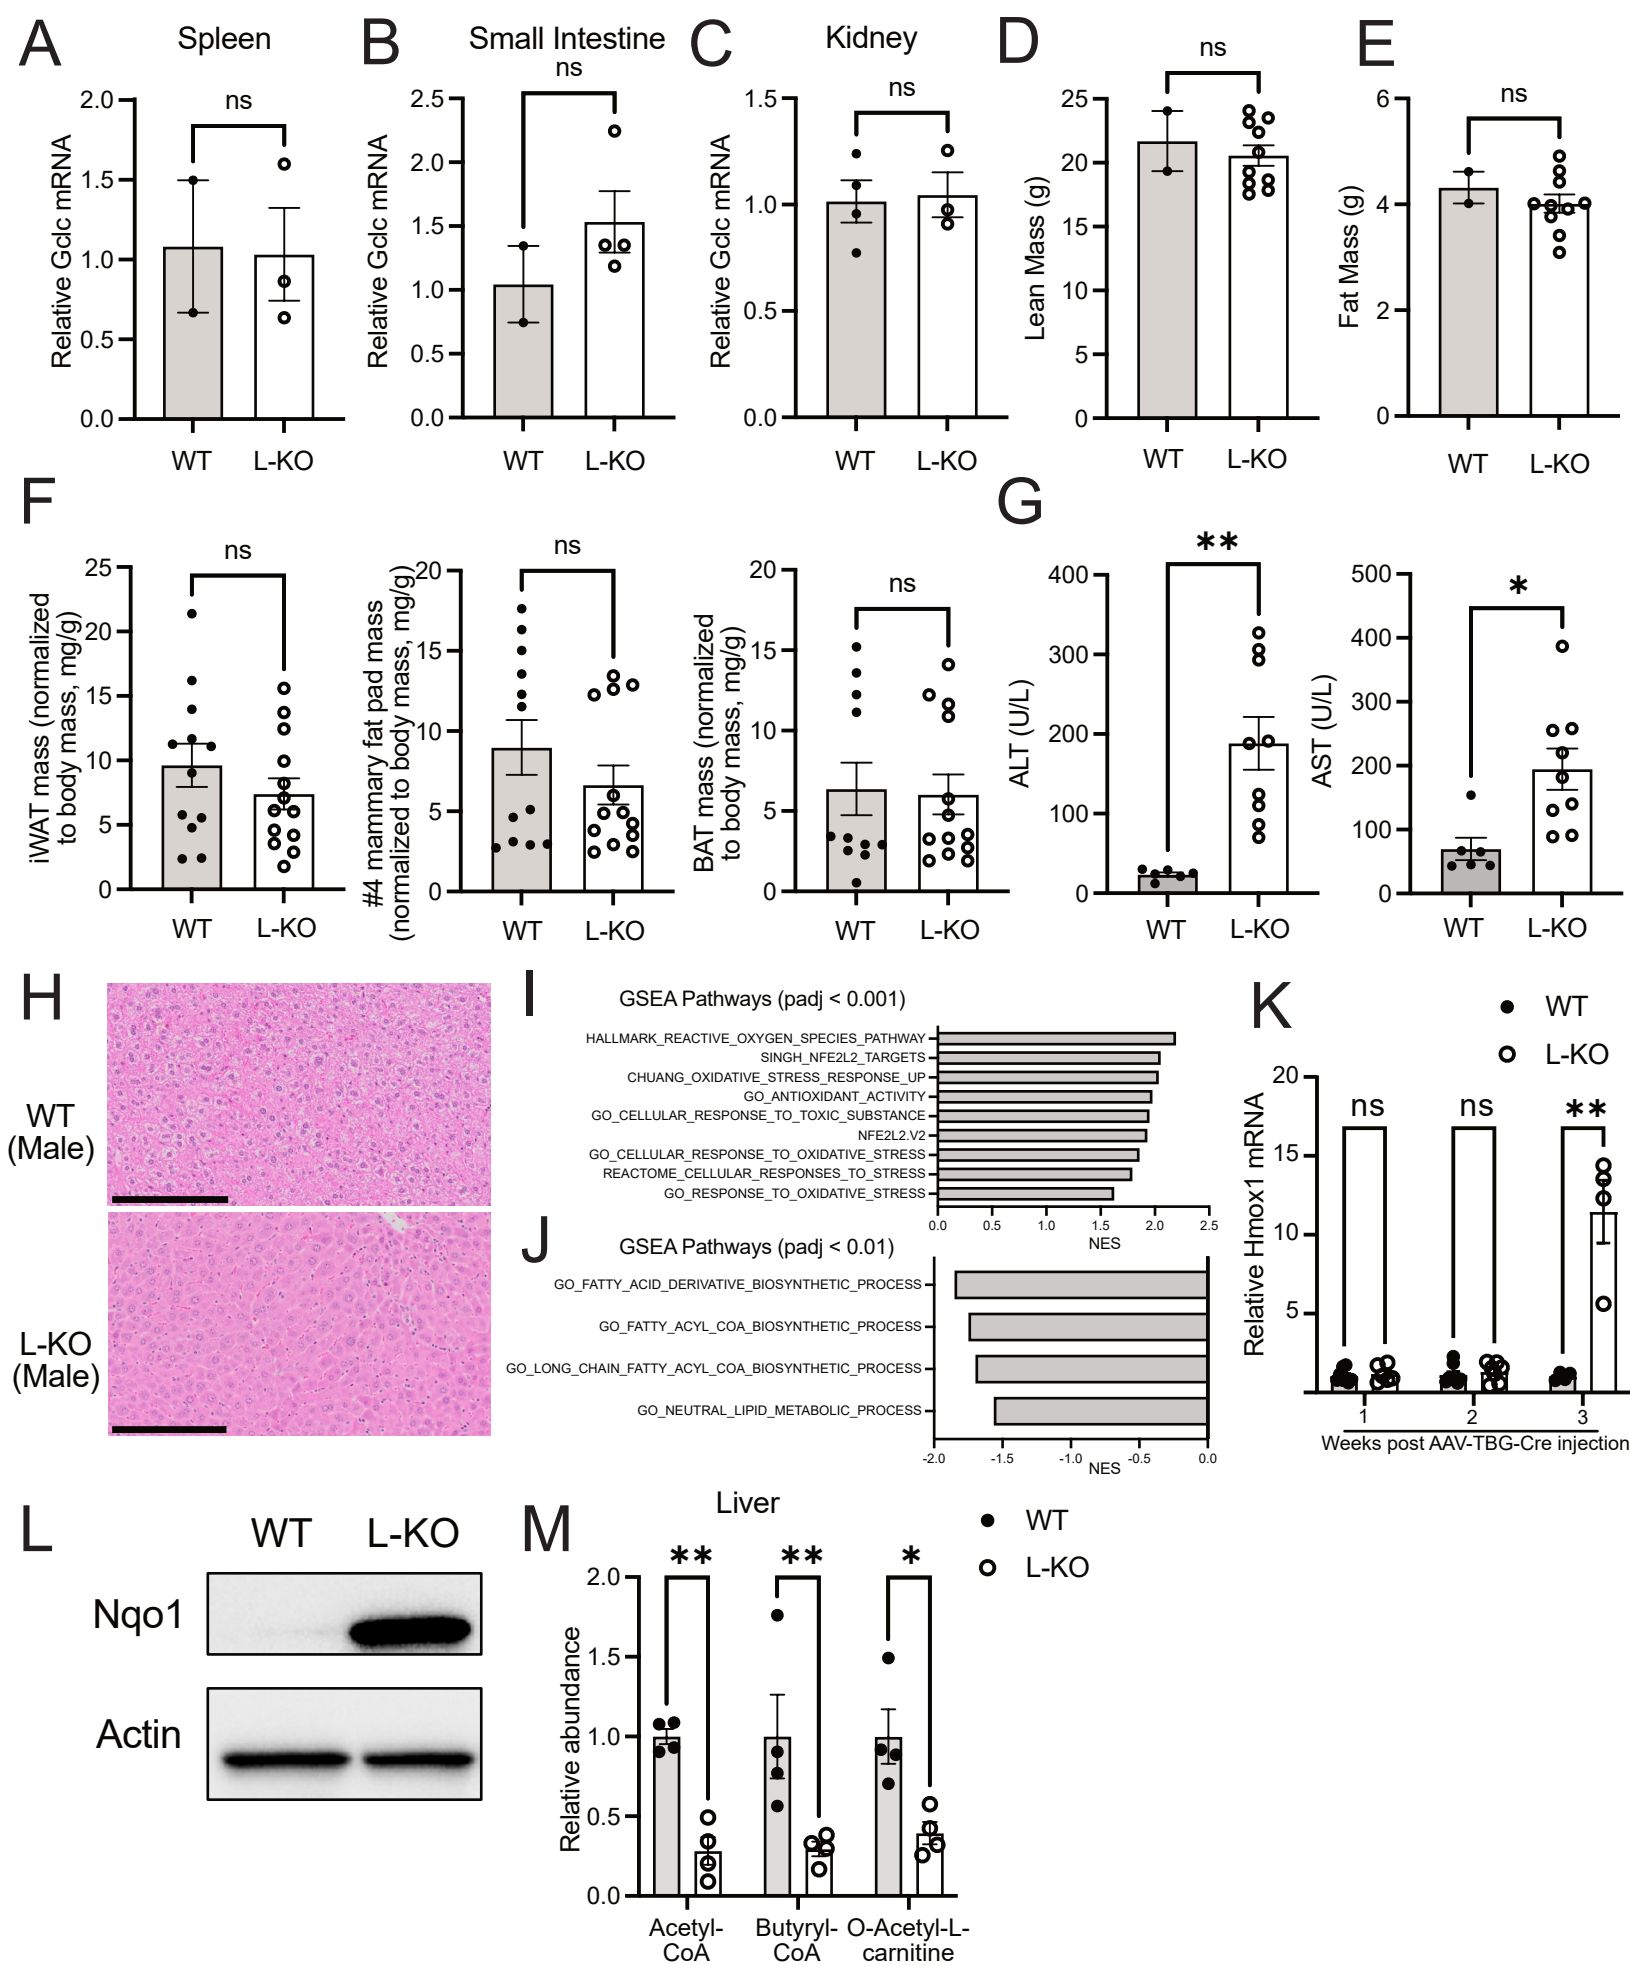 A
Spleen
ns
Relative Gclc mRNA
2.0
1.5
1.0
0.5
0.0
WT
L-KO
B
Small Intestine
ns
Relative Gclc mRNA
2.5
2.0
1.5
1.0
0.5
0.0
WT
L-KO
C
Kidney
ns
Relative Gclc mRNA
1.5
1.0
0.5
0.0
WT
L-KO
D
ns
Lean Mass (g)
25
20
15
10
5
0
WT
L-KO
E
ns
Fat Mass (g)
6
4
2
0
WT
L-KO
F
ns
iWAT mass (normalized
to body mass, mg/g)
25
20
15
10
5
0
WT
L-KO
ns
#4 mammary fat pad mass
(normalized to body mass, mg/g)
20
15
10
5
0
WT
L-KO
ns
BAT mass (normalized
to body mass, mg/g)
20
15
10
5
0
WT
L-KO
G
**
ALT (U/L)
400
300
200
100
0
WT
L-KO
*
AST (U/L)
500
400
300
200
100
0
WT
L-KO
H
WT
(Male)
L-KO
(Male)
I
GSEA Pathways (padj < 0.001)
HALLMARK_REACTIVE_OXYGEN_SPECIES_PATHWAY
SINGH_NFE2L2_TARGETS
CHUANG_OXIDATIVE_STRESS_RESPONSE_UP
GO_ANTIOXIDANT_ACTIVITY
GO_CELLULAR_RESPONSE_TO_TOXIC_SUBSTANCE
NFE2L2.V2
GO_CELLULAR_RESPONSE_TO_OXIDATIVE_STRESS
REACTOME_CELLULAR_RESPONSES_TO_STRESS
GO_RESPONSE_TO_OXIDATIVE_STRESS
0.0 0.5 1.0 1.5 2.0 2.5
NES
J
GSEA Pathways (padj < 0.01)
GO_FATTY_ACID_DERIVATIVE_BIOSYNTHETIC_PROCESS
GO_FATTY_ACYL_COA_BIOSYNTHETIC_PROCESS
GO_LONG_CHAIN_FATTY_ACYL_COA_BIOSYNTHETIC_PROCESS
GO_NEUTRAL_LIPID_METABOLIC_PROCESS
-2.0 -1.5 -1.0 -0.5 0.0
NES
K
WT
L-KO
Relative Hmox1 mRNA
20
15
10
5
ns
ns
**
1 2 3
Weeks post AAV-TBG-Cre injection
L
WT
L-KO
Nqo1
Actin
M
Liver
WT
L-KO
** ** *
Relative abundance
2.0
1.5
1.0
0.5
0.0
Acetyl-
CoA
Butyryl-
CoA
O-Acetyl-L-
carnitine